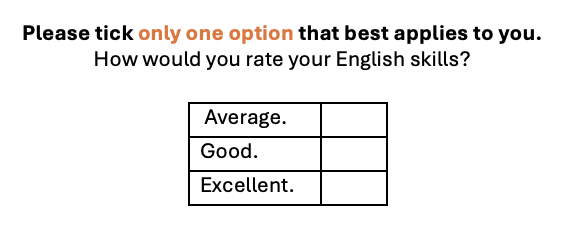 Please tick only one option that best applies to you.
How would you rate your English skills?
Average.
Good.
Excellent.